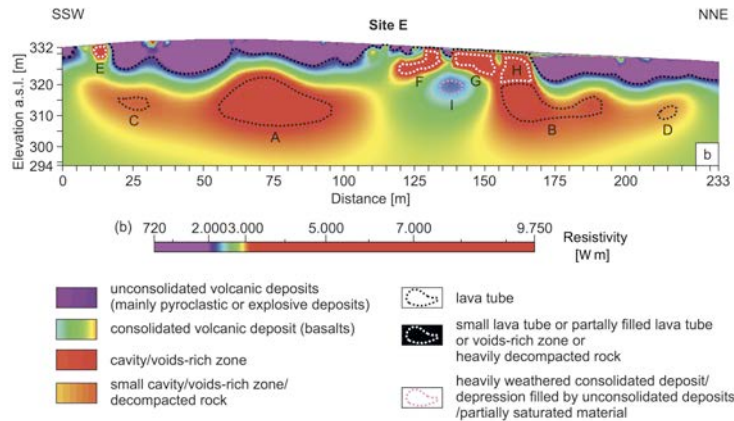 SSW
Site E
NNE
Elevation a.s.l. [m]
332
320
310
300
294
E
C
A
F
I
G
H
B
D
b
0
25
50
75
100
125
150
175
200
233
Distance [m]
(b)
720
2.000
3.000
5.000
7.000
9.750
Resistivity
[W m]
unconsolidated volcanic deposits
(mainly pyroclastic or explosive deposits)
consolidated volcanic deposit (basalts)
cavity/voids-rich zone
small cavity/voids-rich zone/
decompacted rock
lava tube
small lava tube or partially filled lava tube
or voids-rich zone or
heavily decompacted rock
heavily weathered consolidated deposit/
depression filled by unconsolidated deposits
/partially saturated material